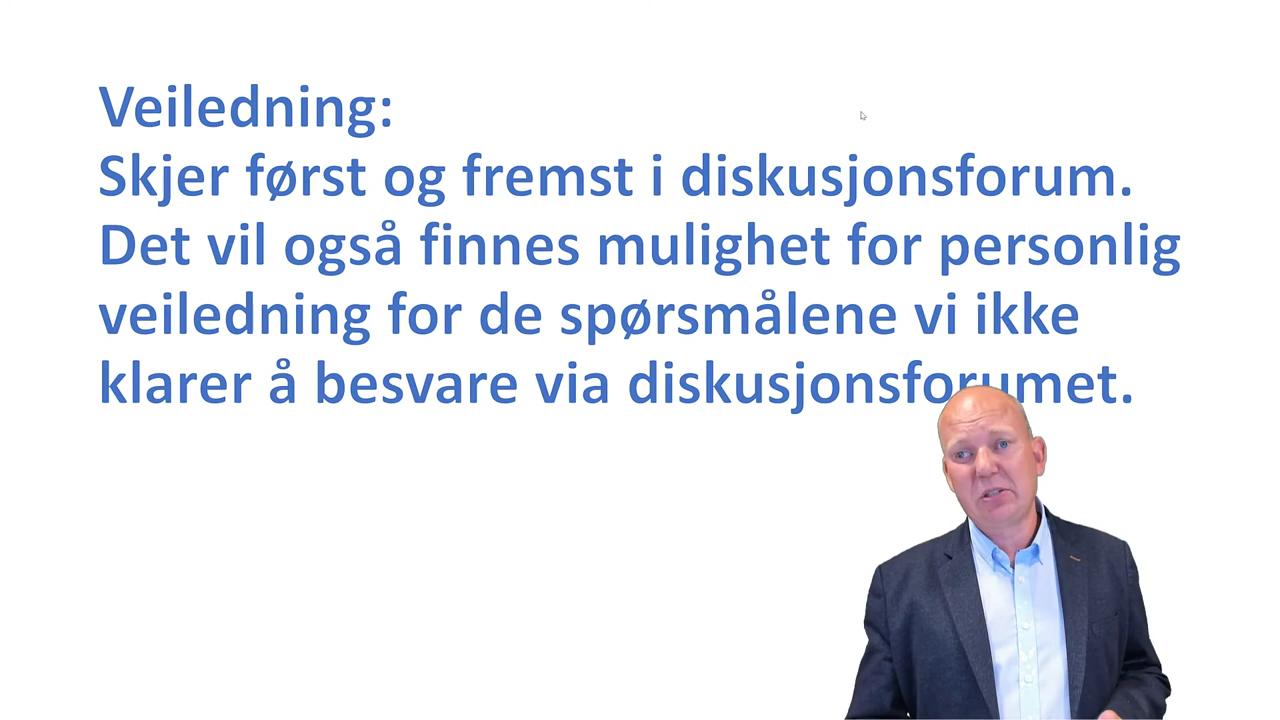 Veiledning:
Skjer først og fremst i diskusjonsforum.
Det vil også finnes mulighet for personlig
veiledning for de spørsmålene vi ikke
klarer å besvare via diskusjonsforumet.